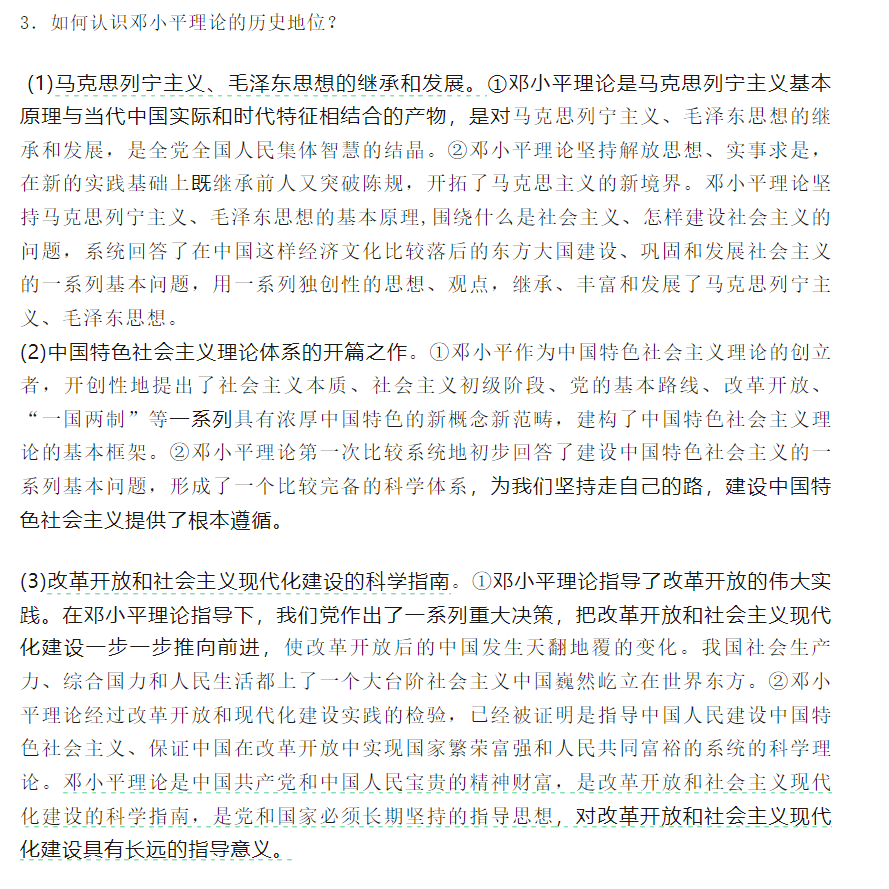 3．如何认识邓小平理论的历史地位？
(1)马克思列宁主义、毛泽东思想的继承和发展。①邓小平理论是马克思列宁主义基本
原理与当代中国实际和时代特征相结合的产物，是对马克思列宁主义、毛泽东思想的继
承和发展，是全党全国人民集体智慧的结晶。②邓小平理论坚持解放思想、实事求是，
在新的实践基础上既继承前人又突破陈规，开拓了马克思主义的新境界。邓小平理论坚
持马克思列宁主义、毛泽东思想的基本原理,围绕什么是社会主义、怎样建设社会主义的
问题，系统回答了在中国这样经济文化比较落后的东方大国建设、巩固和发展社会主义
的一系列基本问题，用一系列独创性的思想、观点，继承、丰富和发展了马克思列宁主
义、毛泽东思想。
(2)中国特色社会主义理论体系的开篇之作。①邓小平作为中国特色社会主义理论的创立
者，开创性地提出了社会主义本质、社会主义初级阶段、党的基本路线、改革开放、
“一国两制”等一系列具有浓厚中国特色的新概念新范畴，建构了中国特色社会主义理
论的基本框架。②邓小平理论第一次比较系统地初步回答了建设中国特色社会主义的一
系列基本问题，形成了一个比较完备的科学体系，为我们坚持走自己的路，建设中国特
色社会主义提供了根本遵循。
(3)改革开放和社会主义现代化建设的科学指南。①邓小平理论指导了改革开放的伟大实
践。在邓小平理论指导下，我们党作出了一系列重大决策，把改革开放和社会主义现代
化建设一步一步推向前进，使改革开放后的中国发生天翻地覆的变化。我国社会生产
力、综合国力和人民生活都上了一个大台阶社会主义中国巍然屹立在世界东方。②邓小
平理论经过改革开放和现代化建设实践的检验，已经被证明是指导中国人民建设中国特
色社会主义、保证中国在改革开放中实现国家繁荣富强和人民共同富裕的系统的科学理
论。邓小平理论是中国共产党和中国人民宝贵的精神财富，是改革开放和社会主义现代
化建设的科学指南，是党和国家必须长期坚持的指导思想，对改革开放和社会主义现代
化建设具有长远的指导意义。